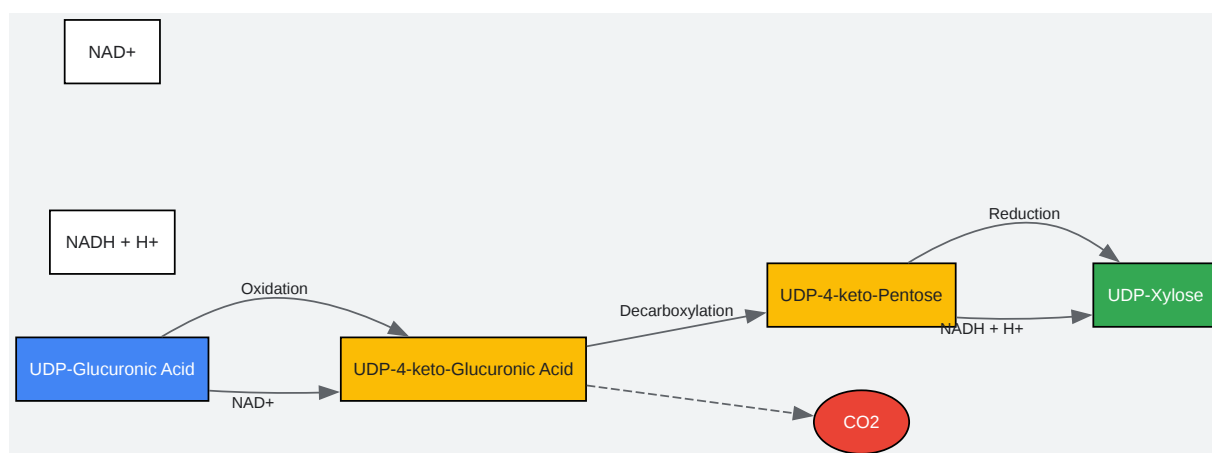 NAD+
NADH + H+
Oxidation
UDP-Glucuronic Acid
NAD+
UDP-4-keto-Glucuronic Acid
Decarboxylation
CO2
UDP-4-keto-Pentose
Reduction
NADH + H+
UDP-Xylose